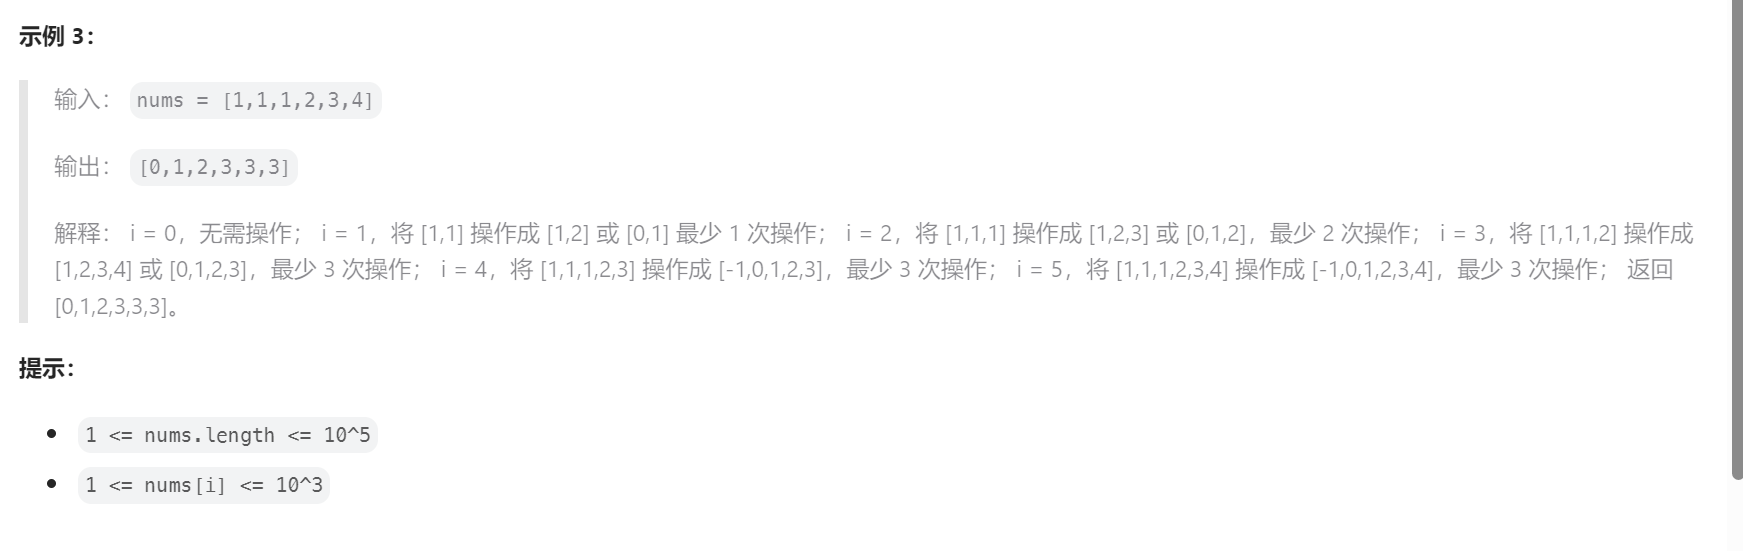 示例 3：
输入： nums = [1,1,1,2,3,4]
输出： [0,1,2,3,3,3]
解释： i = 0，无需操作； i = 1，将 [1,1] 操作成 [1,2] 或 [0,1] 最少 1 次操作； i = 2，将 [1,1,1] 操作成 [1,2,3] 或 [0,1,2]，最少 2 次操作； i = 3，将 [1,1,1,2] 操作成
[1,2,3,4] 或 [0,1,2,3]，最少 3 次操作； i = 4，将 [1,1,1,2,3] 操作成 [-1,0,1,2,3]，最少 3 次操作； i = 5，将 [1,1,1,2,3,4] 操作成 [-1,0,1,2,3,4]，最少 3 次操作； 返回
[0,1,2,3,3,3]。
提示：
1 <= nums.length <= 10^5
1 <= nums[i] <= 10^3